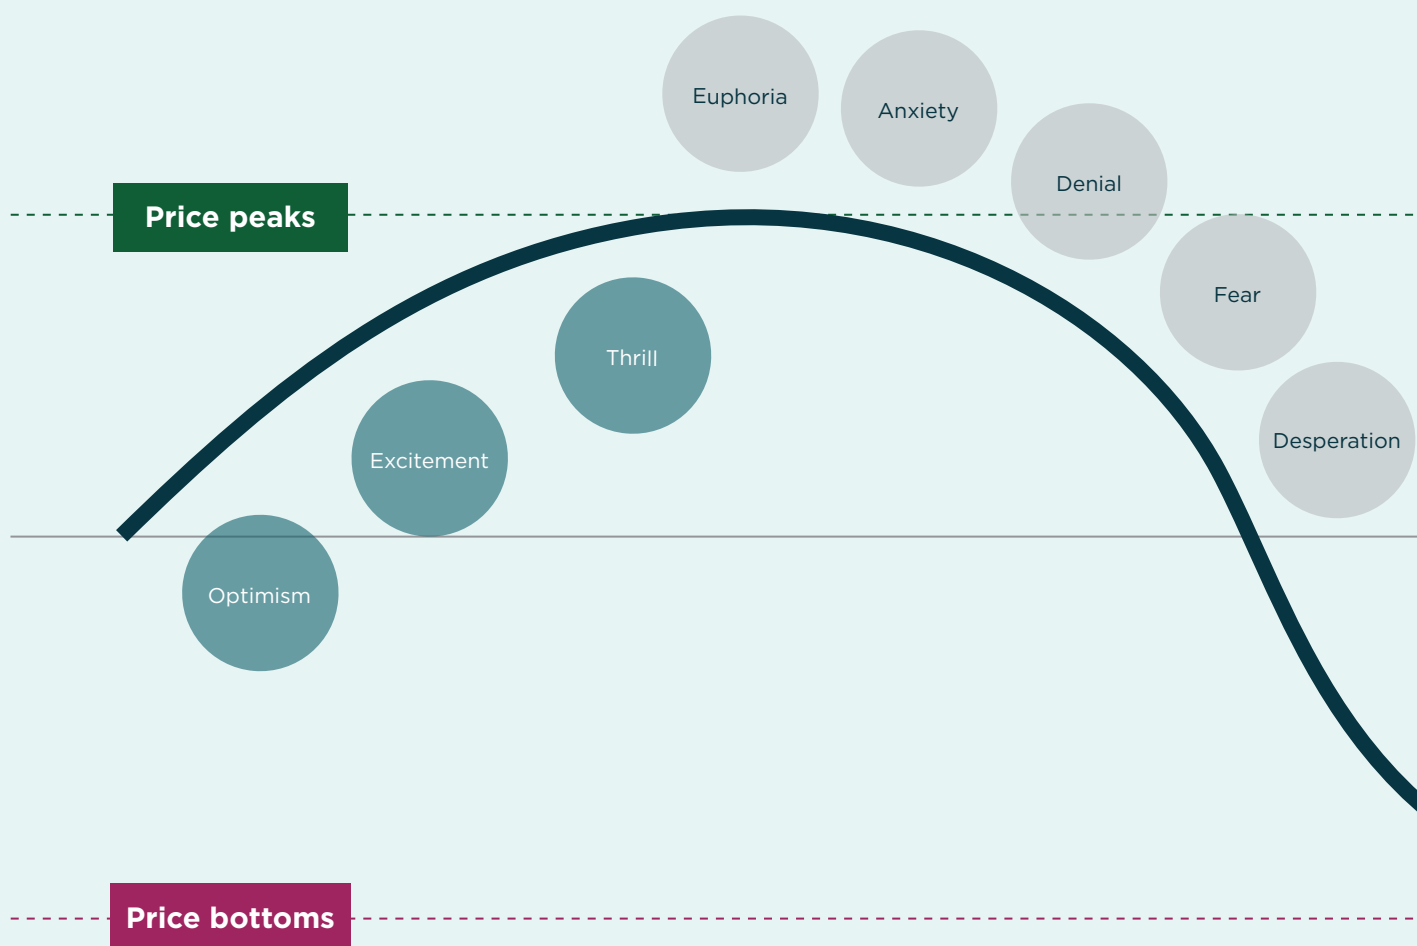 Euphoria
Anxiety
Denial
Price peaks
Fear
Thrill
Desperation
Excitement
Optimism
Price bottoms